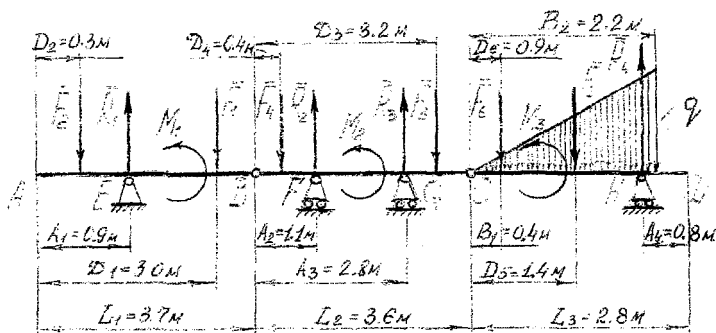 D₃=3.2м
B₂=2.2м
D₂=0.3м
D₄=0.4м
D₆=0.9м
F₂
R₁
M₁
F₁
F₄
R₂
M₂
R₃
F₃
F₆
M₃
R₄
q
A
E
B
F
G
C
H
D
A₁=1.9м
A₂=1.1м
B₁=0.4м
A₄=0.8м
D₁=3.0м
A₃=2.8м
D₅=1.4м
L₁=3.7м
L₂=3.6м
L₃=2.8м